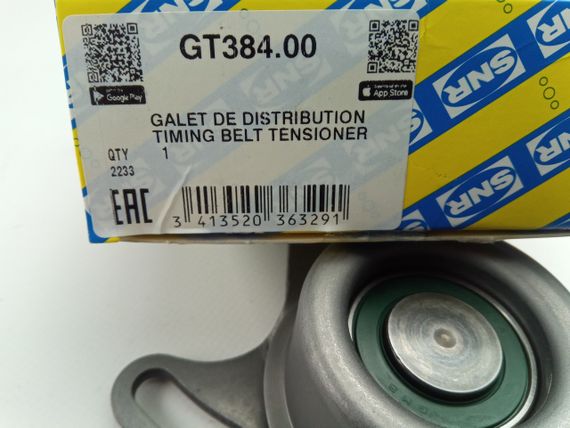 GT384.00
Google Play
App Store
GALET DE DISTRIBUTION
TIMING BELT TENSIONER
QTY 1
2233
EAC
3 413520 363291
SNR
SNR
SNR